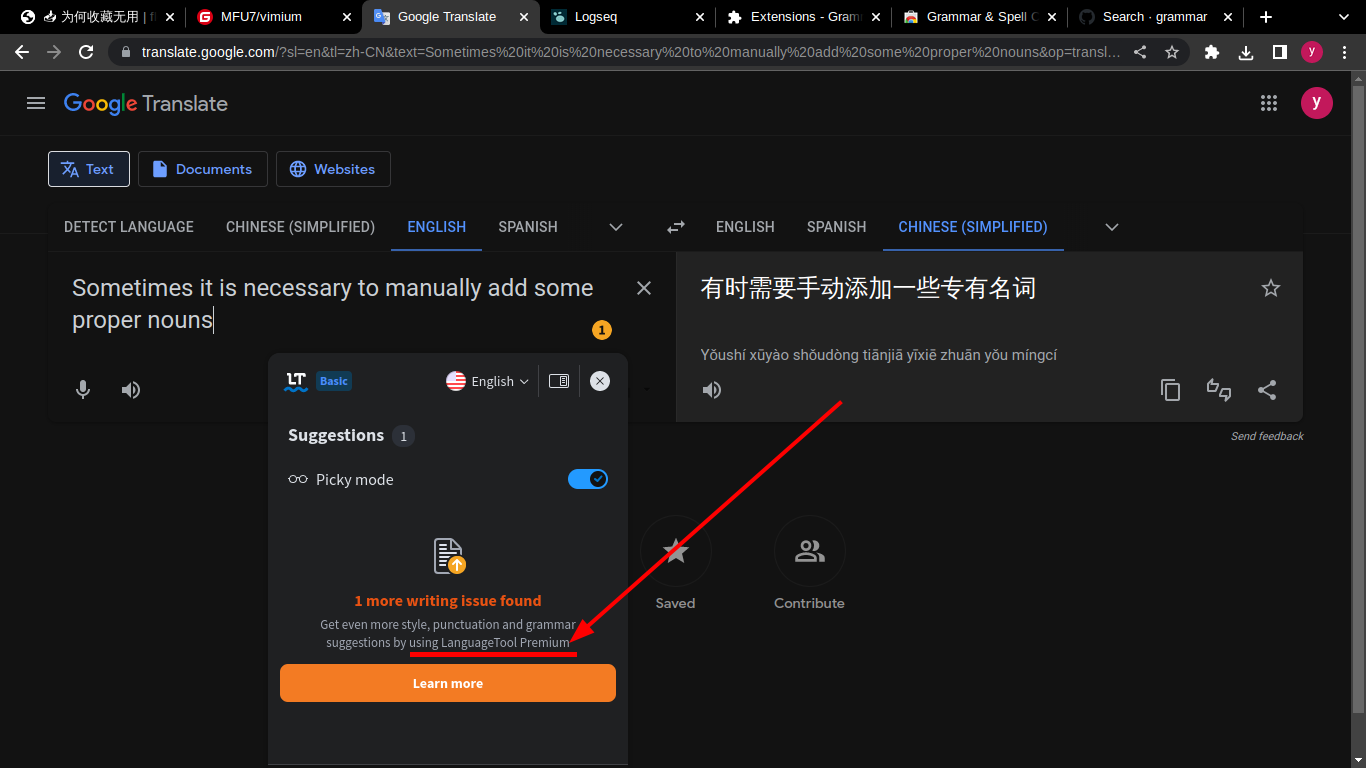 为何收藏无用 | fi
MFU7/vimium
Google Translate
Logseq
Extensions - Gram
Grammar & Spell C
Search · grammar
translate.google.com/?sl=en&tl=zh-CN&text=Sometimes%20it%20is%20necessary%20to%20manually%20add%20some%20proper%20nouns&op=transl...
y
Google Translate
y
Text
Documents
Websites
DETECT LANGUAGE
CHINESE (SIMPLIFIED)
ENGLISH
SPANISH
ENGLISH
SPANISH
CHINESE (SIMPLIFIED)
Sometimes it is necessary to manually add some
proper nouns
1
有时需要手动添加一些专有名词
Yǒushí xūyào shǒudòng tiānjiā yīxiē zhuān yǒu míngcí
Send feedback
LT Basic
English
Suggestions 1
Picky mode
1 more writing issue found
Get even more style, punctuation and grammar
suggestions by using LanguageTool Premium
Learn more
Saved
Contribute